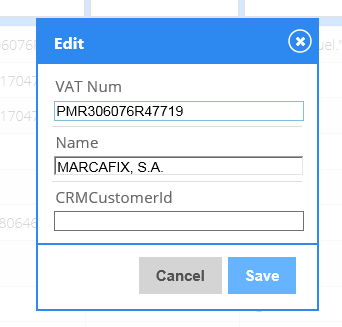 Edit
VAT Num
PMR306076R47719
Name
MARCAFIX, S.A.
CRMCustomerId
Cancel
Save